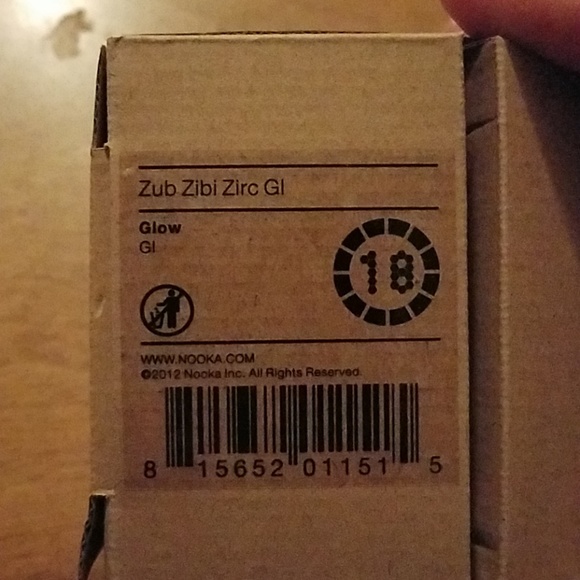 Zub Zibi Zirc Gl
Glow
Gl
18
WWW.NOOKA.COM
©2012 Nooka Inc. All Rights Reserved.
8 15652 01151 5